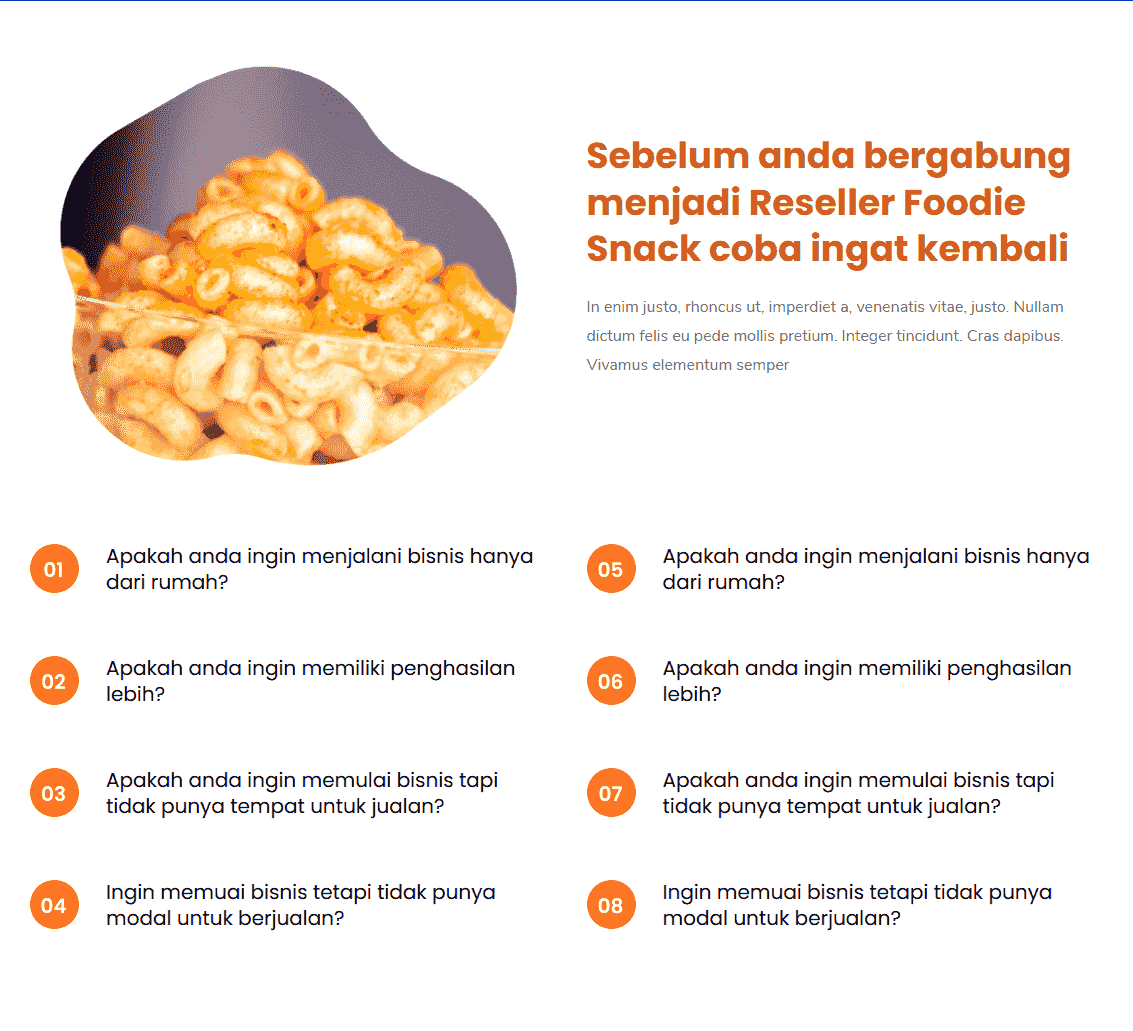 Sebelum anda bergabung
menjadi Reseller Foodie
Snack coba ingat kembali
In enim justo, rhoncus ut, imperdiet a, venenatis vitae, justo. Nullam
dictum felis eu pede mollis pretium. Integer tincidunt. Cras dapibus.
Vivamus elementum semper
01
Apakah anda ingin menjalani bisnis hanya
dari rumah?
02
Apakah anda ingin memiliki penghasilan
lebih?
03
Apakah anda ingin memulai bisnis tapi
tidak punya tempat untuk jualan?
04
Ingin memuai bisnis tetapi tidak punya
modal untuk berjualan?
05
Apakah anda ingin menjalani bisnis hanya
dari rumah?
06
Apakah anda ingin memiliki penghasilan
lebih?
07
Apakah anda ingin memulai bisnis tapi
tidak punya tempat untuk jualan?
08
Ingin memuai bisnis tetapi tidak punya
modal untuk berjualan?